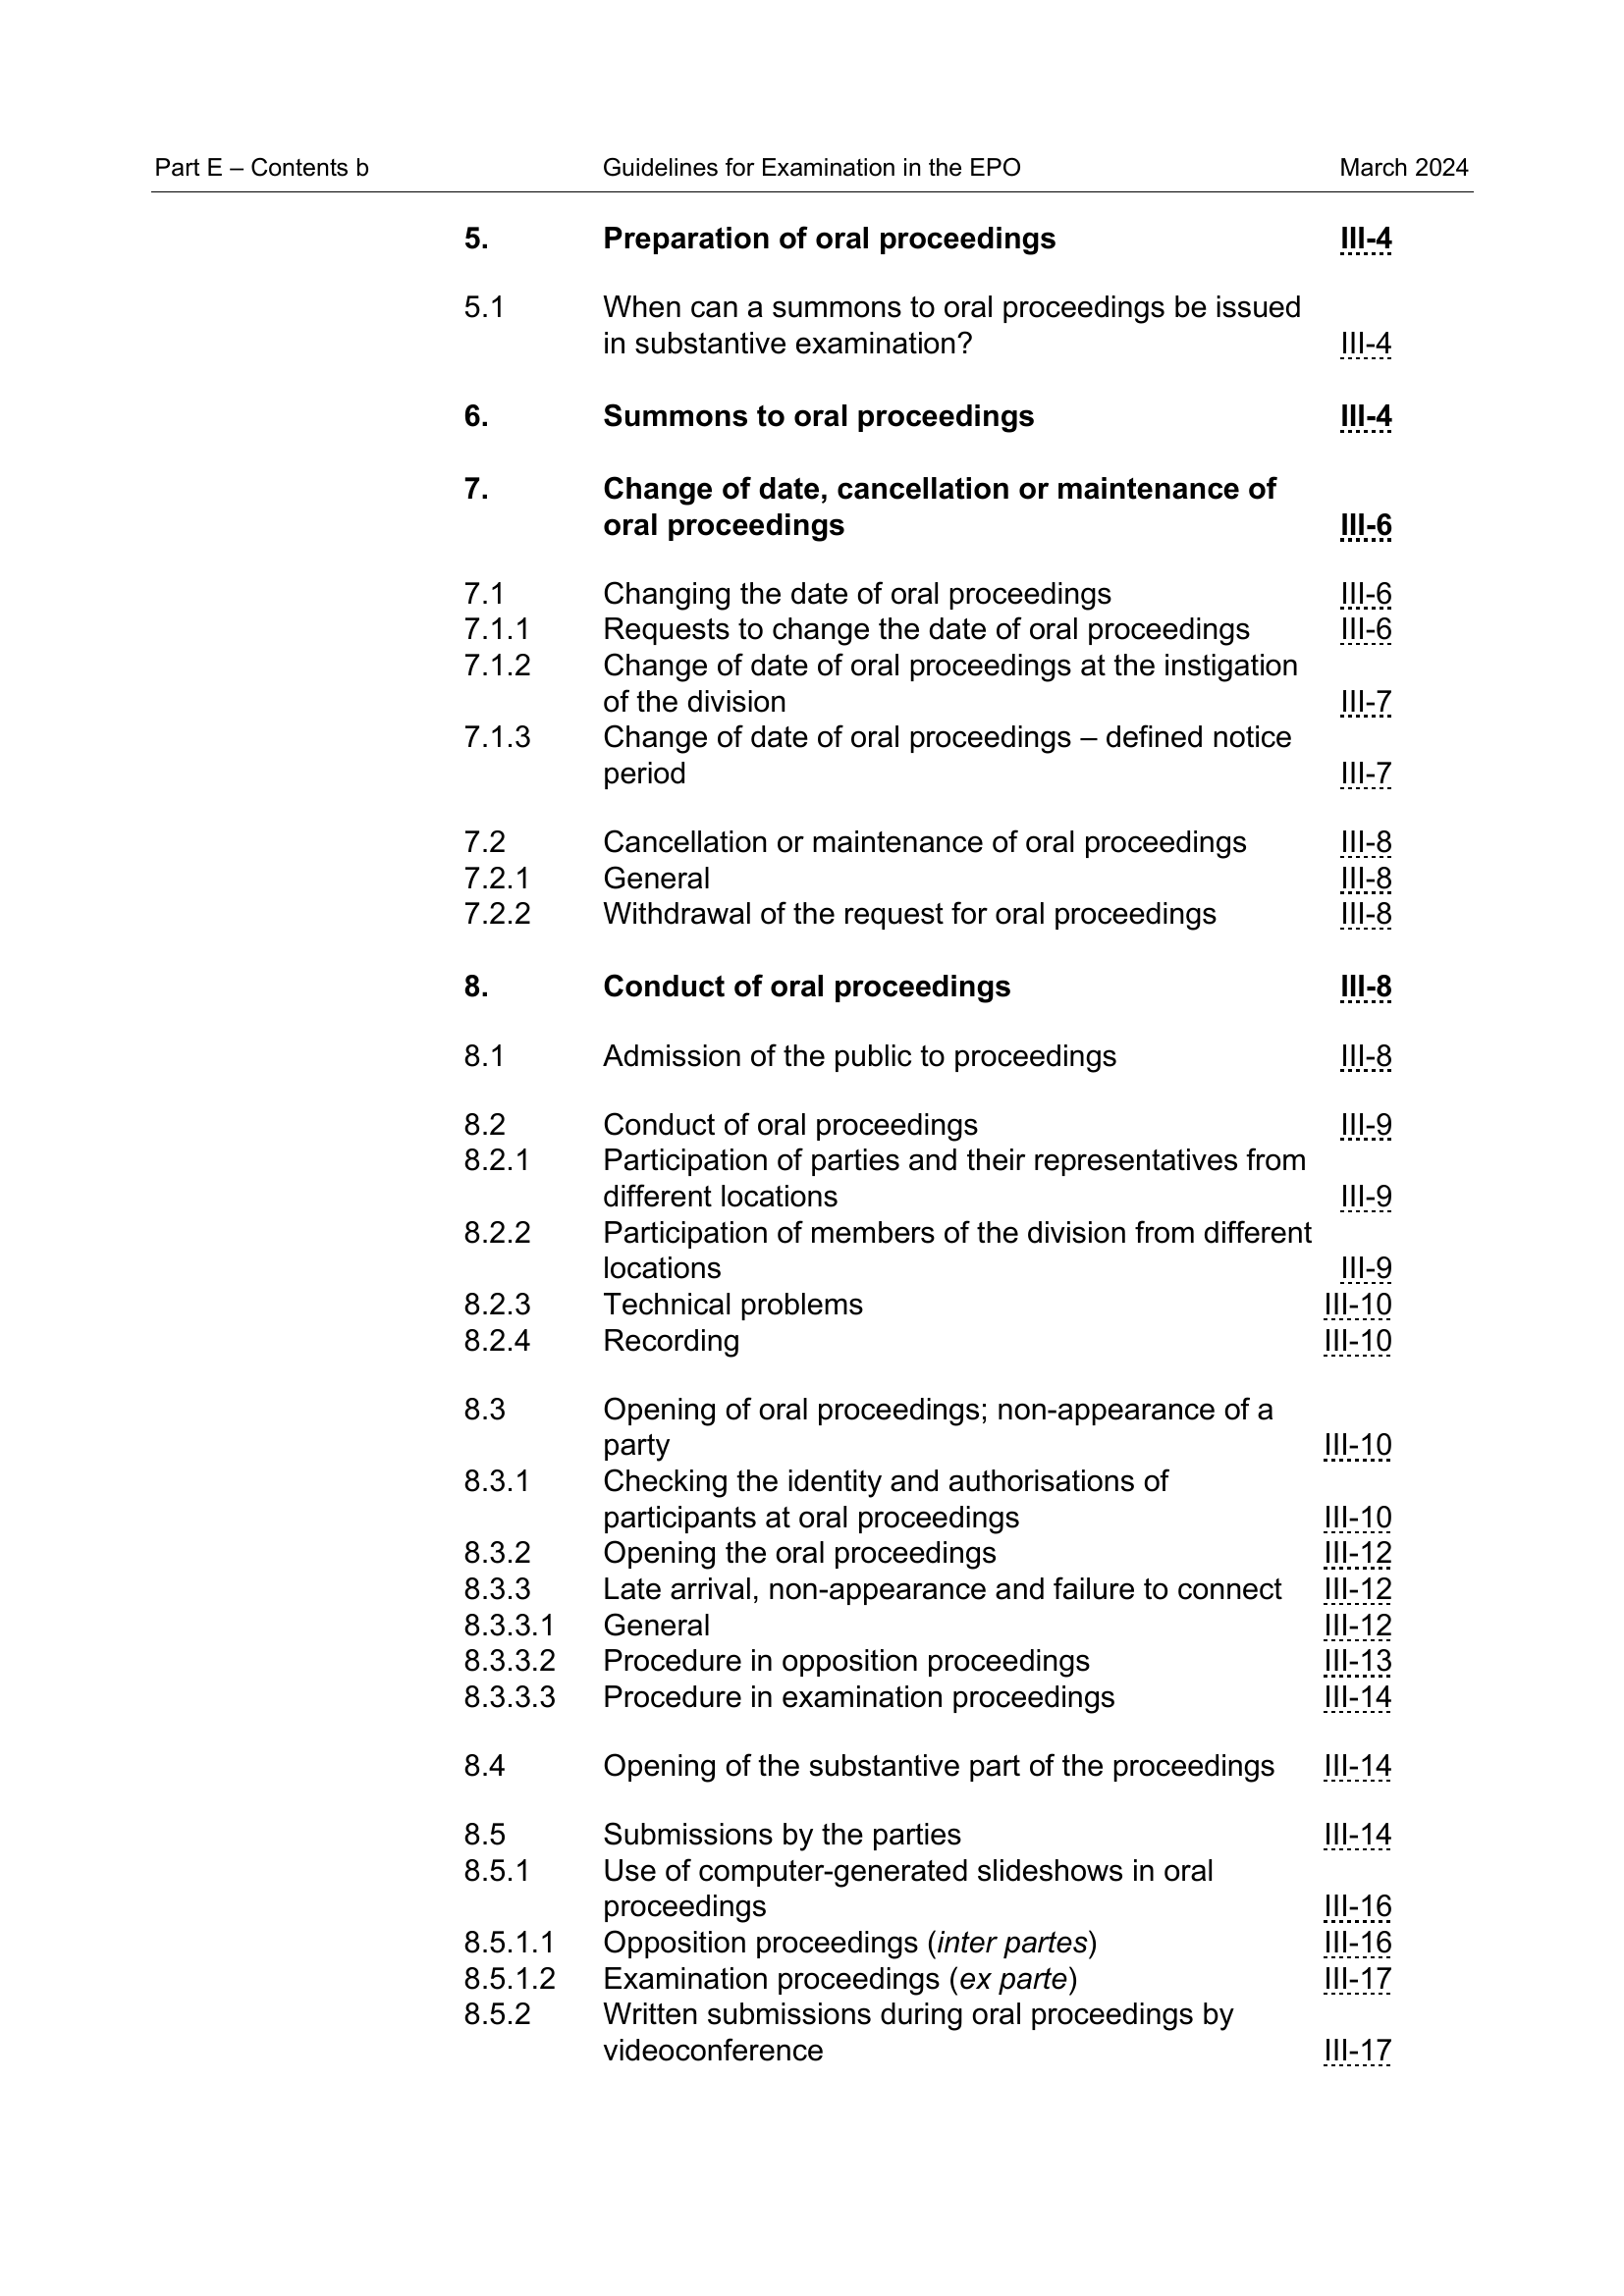 Part E – Contents b Guidelines for Examination in the EPO March 2024
5. Preparation of oral proceedings III-4
5.1 When can a summons to oral proceedings be issued
in substantive examination? III-4
6. Summons to oral proceedings III-4
7. Change of date, cancellation or maintenance of
oral proceedings III-6
7.1 Changing the date of oral proceedings III-6
7.1.1 Requests to change the date of oral proceedings III-6
7.1.2 Change of date of oral proceedings at the instigation
of the division III-7
7.1.3 Change of date of oral proceedings – defined notice
period III-7
7.2 Cancellation or maintenance of oral proceedings III-8
7.2.1 General III-8
7.2.2 Withdrawal of the request for oral proceedings III-8
8. Conduct of oral proceedings III-8
8.1 Admission of the public to proceedings III-8
8.2 Conduct of oral proceedings III-9
8.2.1 Participation of parties and their representatives from
different locations III-9
8.2.2 Participation of members of the division from different
locations III-9
8.2.3 Technical problems III-10
8.2.4 Recording III-10
8.3 Opening of oral proceedings; non-appearance of a
party III-10
8.3.1 Checking the identity and authorisations of
participants at oral proceedings III-10
8.3.2 Opening the oral proceedings III-12
8.3.3 Late arrival, non-appearance and failure to connect III-12
8.3.3.1 General III-12
8.3.3.2 Procedure in opposition proceedings III-13
8.3.3.3 Procedure in examination proceedings III-14
8.4 Opening of the substantive part of the proceedings III-14
8.5 Submissions by the parties III-14
8.5.1 Use of computer-generated slideshows in oral
proceedings III-16
8.5.1.1 Opposition proceedings (inter partes) III-16
8.5.1.2 Examination proceedings (ex parte) III-17
8.5.2 Written submissions during oral proceedings by
videoconference III-17